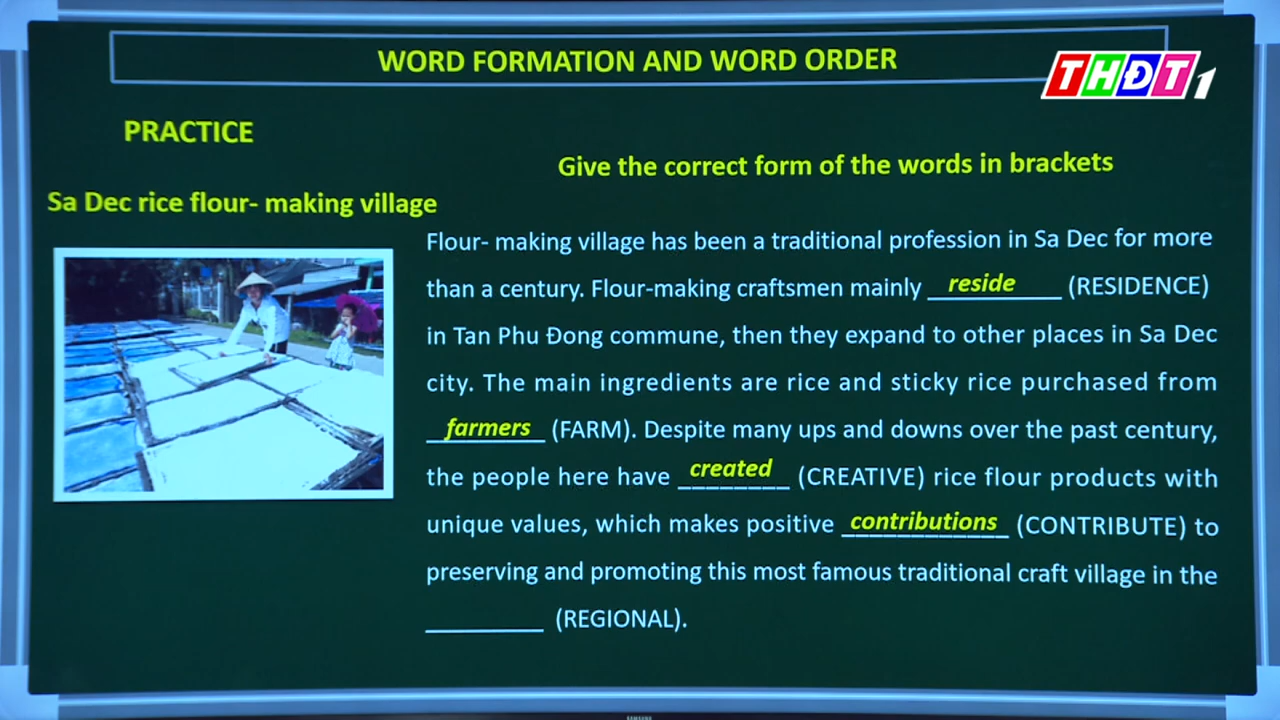 WORD FORMATION AND WORD ORDER
THĐT1
PRACTICE
Give the correct form of the words in brackets
Sa Dec rice flour- making village
Flour- making village has been a traditional profession in Sa Dec for more
than a century. Flour-making craftsmen mainly reside (RESIDENCE)
in Tan Phu Đong commune, then they expand to other places in Sa Dec
city. The main ingredients are rice and sticky rice purchased from
farmers (FARM). Despite many ups and downs over the past century,
the people here have created (CREATIVE) rice flour products with
unique values, which makes positive contributions (CONTRIBUTE) to
preserving and promoting this most famous traditional craft village in the
__________ (REGIONAL).
SAMSUNG